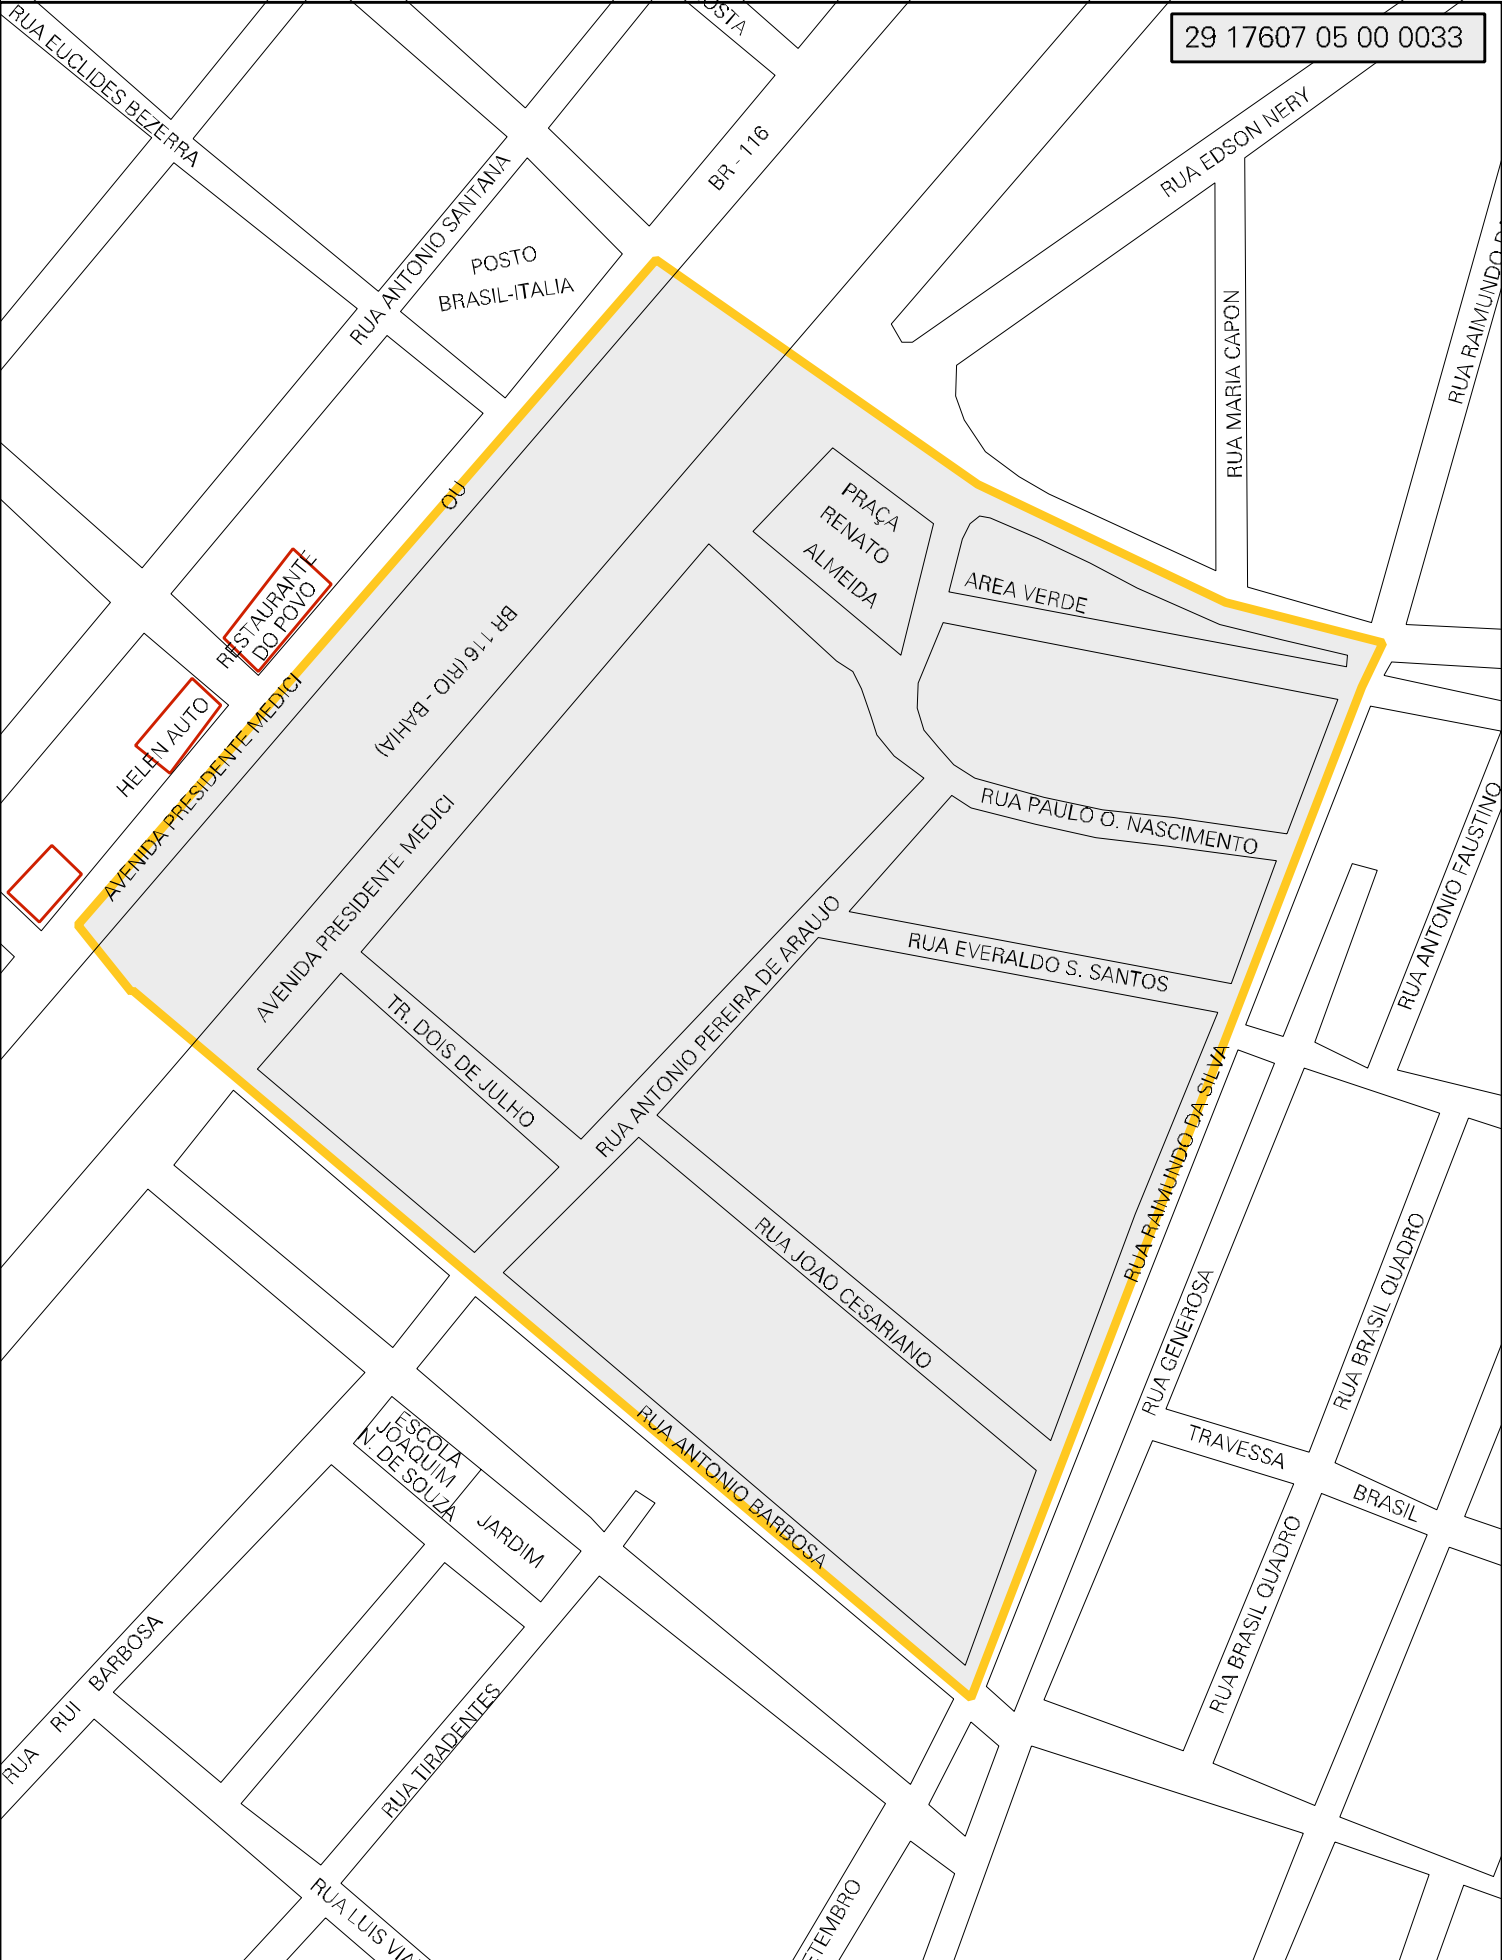 OSTA
29 17607 05 00 0033
RUA EUCLIDES BEZERRA
BR - 116
RUA EDSON NERY
RUA ANTONIO SANTANA
POSTO
BRASIL-ITALIA
RUA MARIA CAPON
RUA RAIMUNDO
OU
PRAÇA
RENATO
ALMEIDA
AREA VERDE
RESTAURANTE
DO POVO
BR 116 (RIO - BAHIA)
HELEN AUTO
AVENIDA PRESIDENTE MEDICI
AVENIDA PRESIDENTE MEDICI
RUA PAULO O. NASCIMENTO
RUA ANTONIO FAUSTINO
RUA EVERALDO S. SANTOS
RUA ANTONIO PEREIRA DE ARAUJO
TR. DOIS DE JULHO
RUA RAIMUNDO DA SILVA
RUA JOAO CESARIANO
RUA GENEROSA
RUA BRASIL QUADRO
RUA ANTONIO BARBOSA
ESCOLA
JOAQUIM
N. DE SOUZA
JARDIM
TRAVESSA
BRASIL
RUA BRASIL QUADRO
RUA RUI BARBOSA
RUA TIRADENTES
RUA LUIS VIA
ETEMBRO